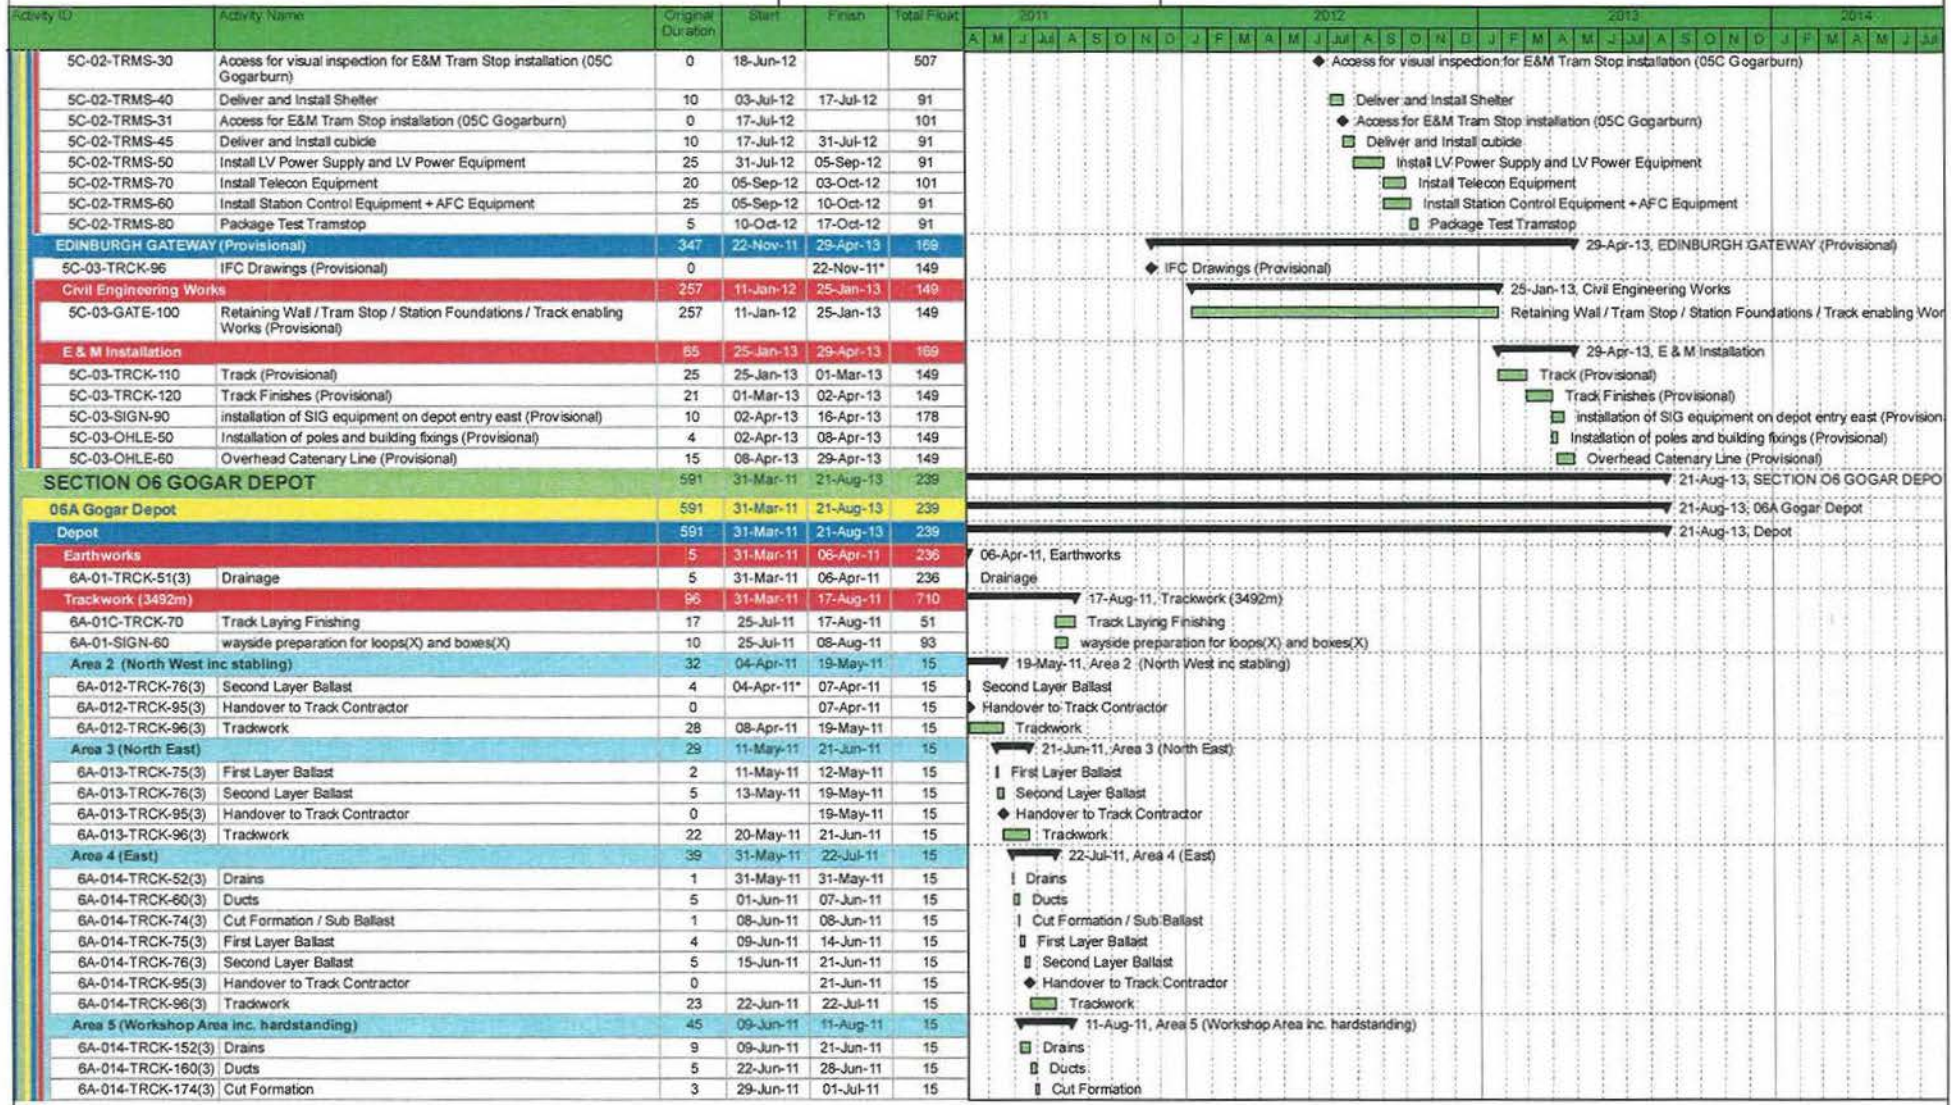 Activity ID Activity Name Original Duration Start Finish Total Float 2011 2012 2013 2014
A M J Jul A S O N D J F M A M J Jul A S O N D J F M A M J Jul A S O N D J F M A M J Jul
5C-02-TRMS-30 Access for visual inspection for E&M Tram Stop installation (05C Gogarburn) 0 18-Jun-12 507 Access for visual inspection for E&M Tram Stop installation (05C Gogarburn)
5C-02-TRMS-40 Deliver and Install Shelter 10 03-Jul-12 17-Jul-12 91 Deliver and Install Shelter
5C-02-TRMS-31 Access for E&M Tram Stop installation (05C Gogarburn) 0 17-Jul-12 101 Access for E&M Tram Stop installation (05C Gogarburn)
5C-02-TRMS-45 Deliver and Install cubicle 10 17-Jul-12 31-Jul-12 91 Deliver and Install cubicle
5C-02-TRMS-50 Install LV Power Supply and LV Power Equipment 25 31-Jul-12 05-Sep-12 91 Install LV Power Supply and LV Power Equipment
5C-02-TRMS-70 Install Telecon Equipment 20 05-Sep-12 03-Oct-12 101 Install Telecon Equipment
5C-02-TRMS-60 Install Station Control Equipment + AFC Equipment 25 05-Sep-12 10-Oct-12 91 Install Station Control Equipment + AFC Equipment
5C-02-TRMS-80 Package Test Tramstop 5 10-Oct-12 17-Oct-12 91 Package Test Tramstop
EDINBURGH GATEWAY (Provisional) 347 22-Nov-11 29-Apr-13 169 29-Apr-13, EDINBURGH GATEWAY (Provisional)
5C-03-TRCK-96 IFC Drawings (Provisional) 0 22-Nov-11* 149 IFC Drawings (Provisional)
Civil Engineering Works 257 11-Jan-12 25-Jan-13 149 25-Jan-13, Civil Engineering Works
5C-03-GATE-100 Retaining Wall / Tram Stop / Station Foundations / Track enabling Works (Provisional) 257 11-Jan-12 25-Jan-13 149 Retaining Wall / Tram Stop / Station Foundations / Track enabling Wor
E & M Installation 65 25-Jan-13 29-Apr-13 169 29-Apr-13, E & M Installation
5C-03-TRCK-110 Track (Provisional) 25 25-Jan-13 01-Mar-13 149 Track (Provisional)
5C-03-TRCK-120 Track Finishes (Provisional) 21 01-Mar-13 02-Apr-13 149 Track Finishes (Provisional)
5C-03-SIGN-90 installation of SIG equipment on depot entry east (Provisional) 10 02-Apr-13 16-Apr-13 178 installation of SIG equipment on depot entry east (Provision
5C-03-OHLE-50 Installation of poles and building fixings (Provisional) 4 02-Apr-13 08-Apr-13 149 Installation of poles and building fixings (Provisional)
5C-03-OHLE-60 Overhead Catenary Line (Provisional) 15 08-Apr-13 29-Apr-13 149 Overhead Catenary Line (Provisional)
SECTION O6 GOGAR DEPOT 591 31-Mar-11 21-Aug-13 239 21-Aug-13, SECTION O6 GOGAR DEPO
06A Gogar Depot 591 31-Mar-11 21-Aug-13 239 21-Aug-13, 06A Gogar Depot
Depot 591 31-Mar-11 21-Aug-13 239 21-Aug-13, Depot
Earthworks 5 31-Mar-11 06-Apr-11 236 06-Apr-11, Earthworks
6A-01-TRCK-51(3) Drainage 5 31-Mar-11 06-Apr-11 236 Drainage
Trackwork (3492m) 96 31-Mar-11 17-Aug-11 710 17-Aug-11, Trackwork (3492m)
6A-01C-TRCK-70 Track Laying Finishing 17 25-Jul-11 17-Aug-11 51 Track Laying Finishing
6A-01-SIGN-60 wayside preparation for loops(X) and boxes(X) 10 25-Jul-11 08-Aug-11 93 wayside preparation for loops(X) and boxes(X)
Area 2 (North West inc stabling) 32 04-Apr-11 19-May-11 15 19-May-11, Area 2 (North West inc stabling)
6A-012-TRCK-76(3) Second Layer Ballast 4 04-Apr-11* 07-Apr-11 15 Second Layer Ballast
6A-012-TRCK-95(3) Handover to Track Contractor 0 07-Apr-11 15 Handover to Track Contractor
6A-012-TRCK-96(3) Trackwork 28 08-Apr-11 19-May-11 15 Trackwork
Area 3 (North East) 29 11-May-11 21-Jun-11 15 21-Jun-11, Area 3 (North East)
6A-013-TRCK-75(3) First Layer Ballast 2 11-May-11 12-May-11 15 First Layer Ballast
6A-013-TRCK-76(3) Second Layer Ballast 5 13-May-11 19-May-11 15 Second Layer Ballast
6A-013-TRCK-95(3) Handover to Track Contractor 0 19-May-11 15 Handover to Track Contractor
6A-013-TRCK-96(3) Trackwork 22 20-May-11 21-Jun-11 15 Trackwork
Area 4 (East) 39 31-May-11 22-Jul-11 15 22-Jul-11, Area 4 (East)
6A-014-TRCK-52(3) Drains 1 31-May-11 31-May-11 15 Drains
6A-014-TRCK-60(3) Ducts 5 01-Jun-11 07-Jun-11 15 Ducts
6A-014-TRCK-74(3) Cut Formation / Sub Ballast 1 08-Jun-11 08-Jun-11 15 Cut Formation / Sub Ballast
6A-014-TRCK-75(3) First Layer Ballast 4 09-Jun-11 14-Jun-11 15 First Layer Ballast
6A-014-TRCK-76(3) Second Layer Ballast 5 15-Jun-11 21-Jun-11 15 Second Layer Ballast
6A-014-TRCK-95(3) Handover to Track Contractor 0 21-Jun-11 15 Handover to Track Contractor
6A-014-TRCK-96(3) Trackwork 23 22-Jun-11 22-Jul-11 15 Trackwork
Area 5 (Workshop Area inc. hardstanding) 45 09-Jun-11 11-Aug-11 15 11-Aug-11, Area 5 (Workshop Area inc. hardstanding)
6A-014-TRCK-152(3) Drains 9 09-Jun-11 21-Jun-11 15 Drains
6A-014-TRCK-160(3) Ducts 5 22-Jun-11 28-Jun-11 15 Ducts
6A-014-TRCK-174(3) Cut Formation 3 29-Jun-11 01-Jul-11 15 Cut Formation